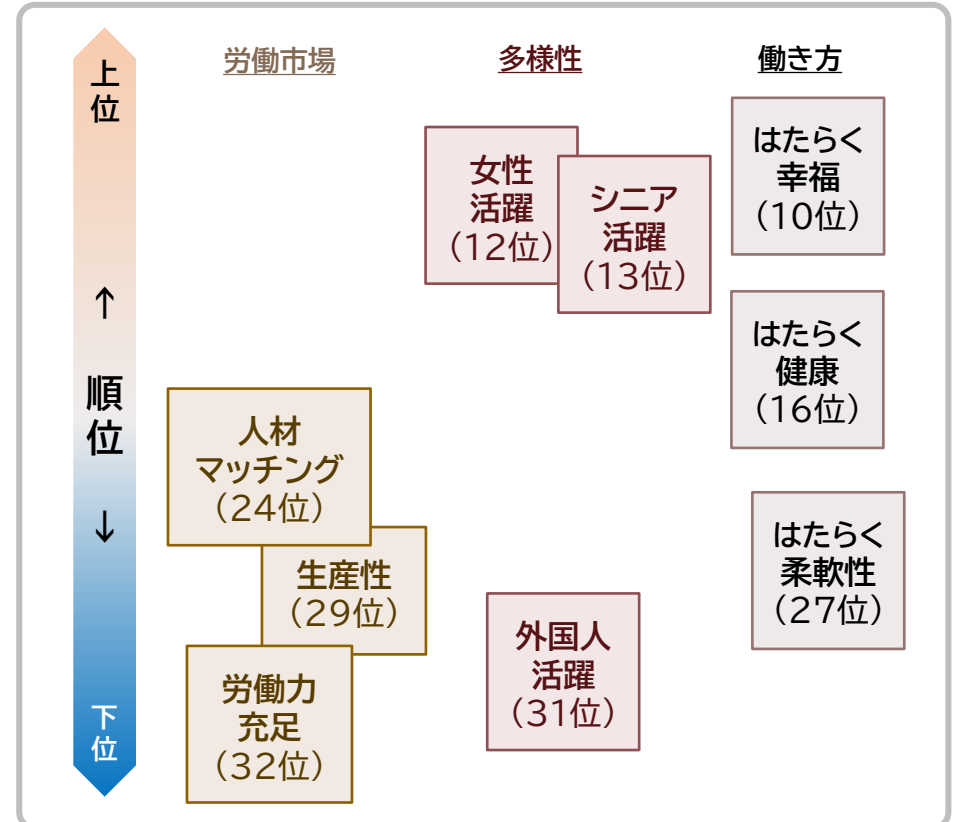 上
位
↑
順
位
↓
下
位
労働市場
人材
マッチング
(24位)
生産性
(29位)
労働力
充足
(32位)
多様性
女性
活躍
(12位)
シニア
活躍
(13位)
外国人
活躍
(31位)
働き方
はたらく
幸福
(10位)
はたらく
健康
(16位)
はたらく
柔軟性
(27位)